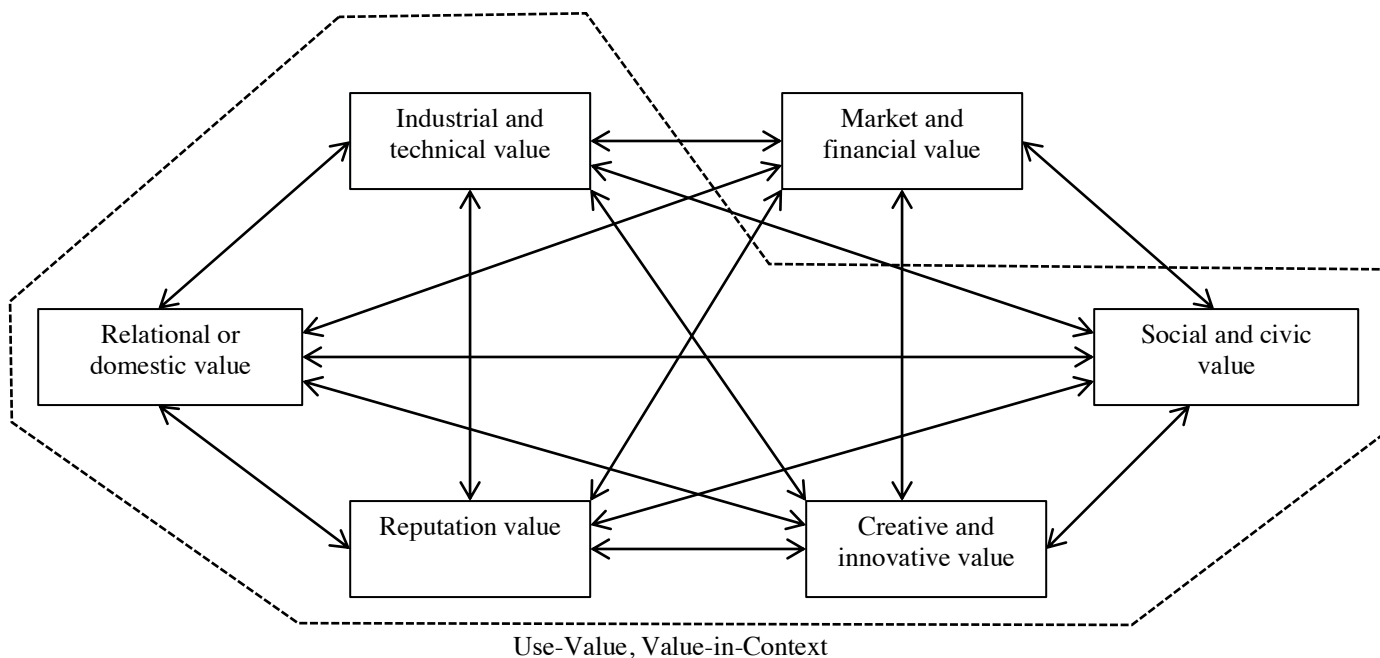 Industrial and
technical value
Market and
financial value
Relational or
domestic value
Social and civic
value
Reputation value
Creative and
innovative value
Use-Value, Value-in-Context